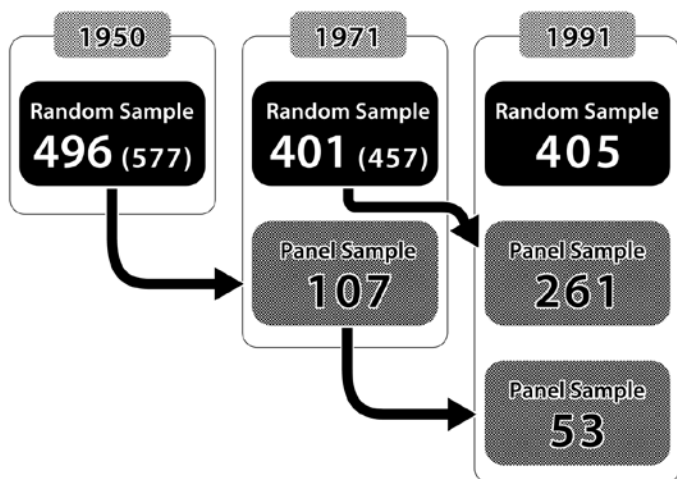 1950
Random Sample
496 (577)
1971
Random Sample
401 (457)
Panel Sample
107
1991
Random Sample
405
Panel Sample
261
Panel Sample
53